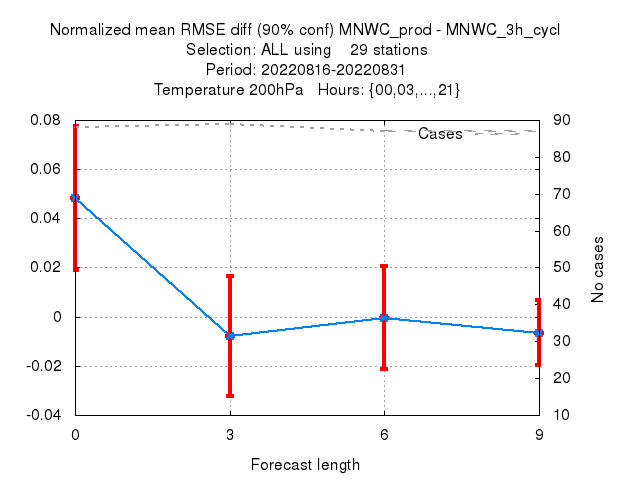 Normalized mean RMSE diff (90% conf) MNWC_prod - MNWC_3h_cycl
Selection: ALL using    29 stations
Period: 20220816-20220831
Temperature 200hPa   Hours: {00,03,...,21}
0.08
0.06
0.04
0.02
0
-0.02
-0.04
Cases
90
80
70
60
50
40
30
20
10
No cases
0
3
6
9
Forecast length